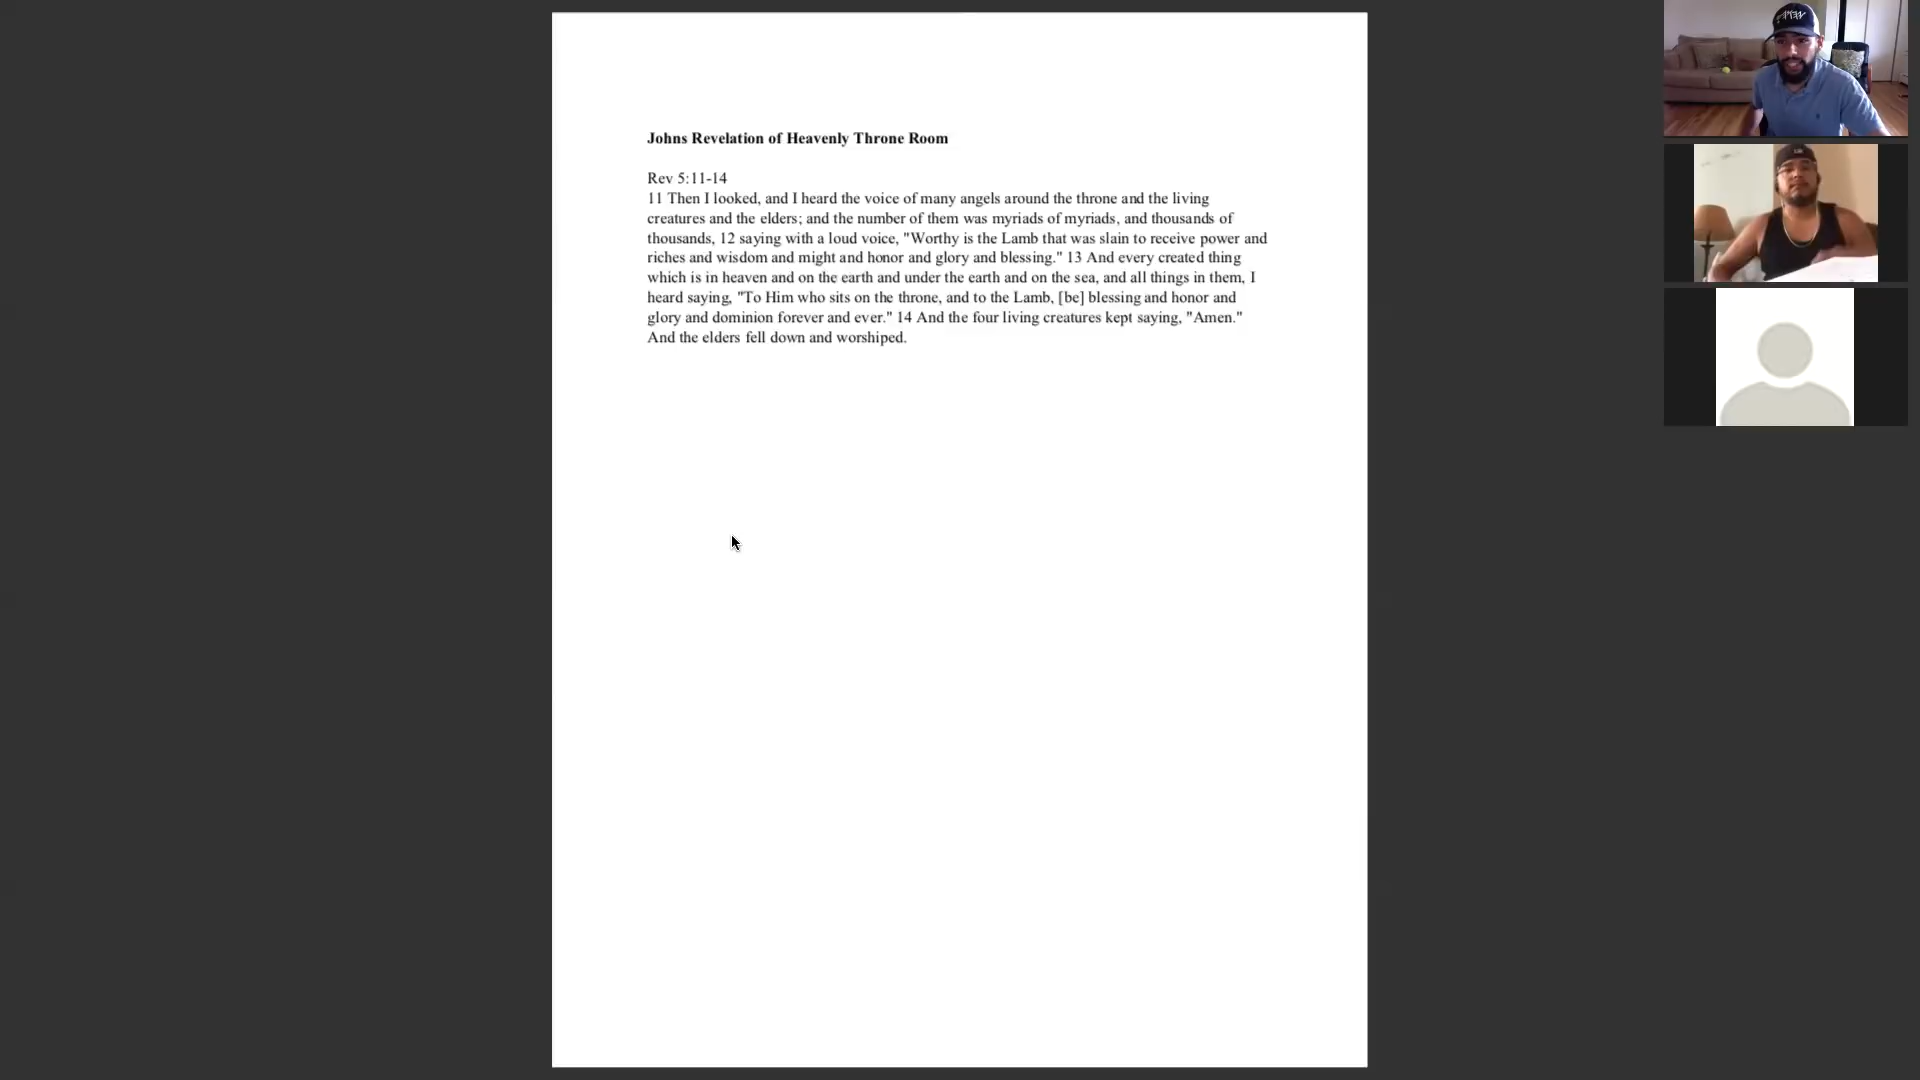 Johns Revelation of Heavenly Throne Room
Rev 5:11-14
11 Then I looked, and I heard the voice of many angels around the throne and the living
creatures and the elders; and the number of them was myriads of myriads, and thousands of
thousands, 12 saying with a loud voice, "Worthy is the Lamb that was slain to receive power and
riches and wisdom and might and honor and glory and blessing." 13 And every created thing
which is in heaven and on the earth and under the earth and on the sea, and all things in them, I
heard saying, "To Him who sits on the throne, and to the Lamb, [be] blessing and honor and
glory and dominion forever and ever." 14 And the four living creatures kept saying, "Amen."
And the elders fell down and worshiped.